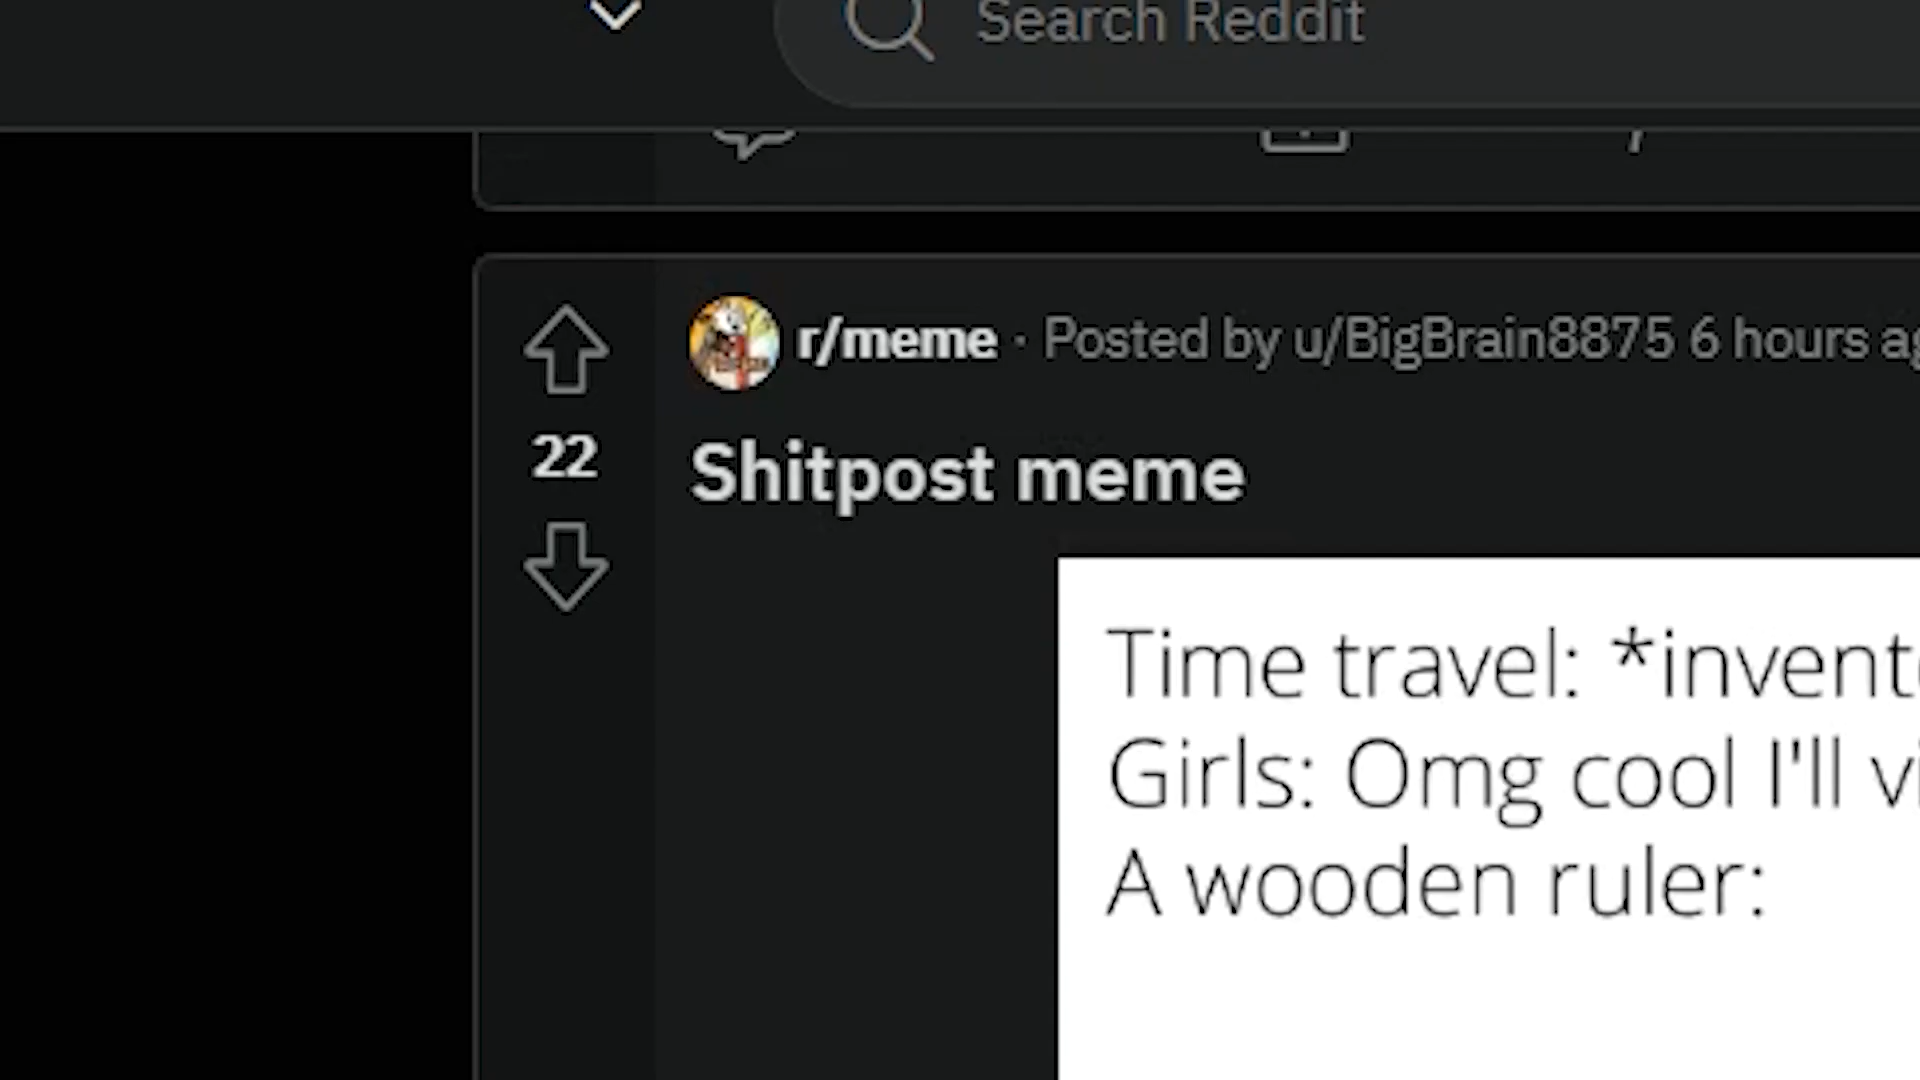 Search Reddit
r/meme · Posted by u/BigBrain8875 6 hours
22
Shitpost meme
Time travel:
Girls: Omg cool I'll
A wooden ruler: